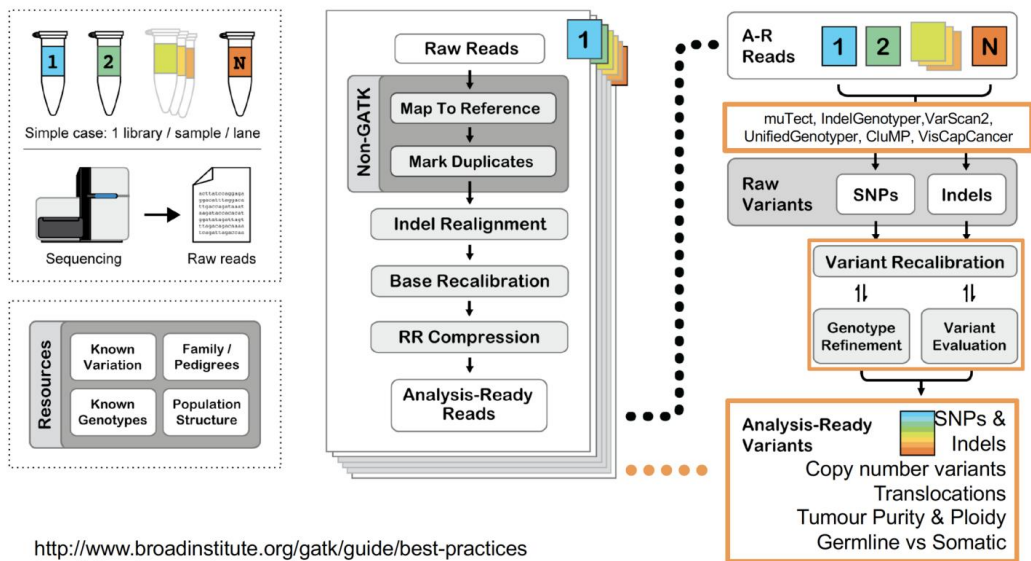 1
2
N
Simple case: 1 library / sample / lane
Sequencing
Raw reads
Resources
Known
Variation
Family /
Pedigrees
Known
Genotypes
Population
Structure
1
Raw Reads
Non-GATK
Map To Reference
Mark Duplicates
Indel Realignment
Base Recalibration
RR Compression
Analysis-Ready
Reads
A-R
Reads
1
2
N
muTect, IndelGenotyper,VarScan2,
UnifiedGenotyper, CluMP, VisCapCancer
Raw
Variants
SNPs
Indels
Variant Recalibration
Genotype
Refinement
Variant
Evaluation
Analysis-Ready
Variants
SNPs &
Indels
Copy number variants
Translocations
Tumour Purity & Ploidy
Germline vs Somatic
http://www.broadinstitute.org/gatk/guide/best-practices